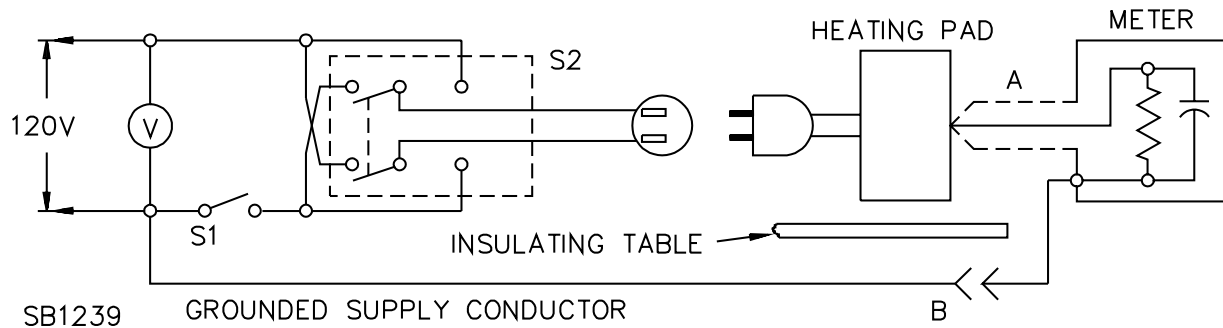 METER
HEATING PAD
S2
A
120V
V
S1
INSULATING TABLE
B
SB1239
GROUNDED SUPPLY CONDUCTOR